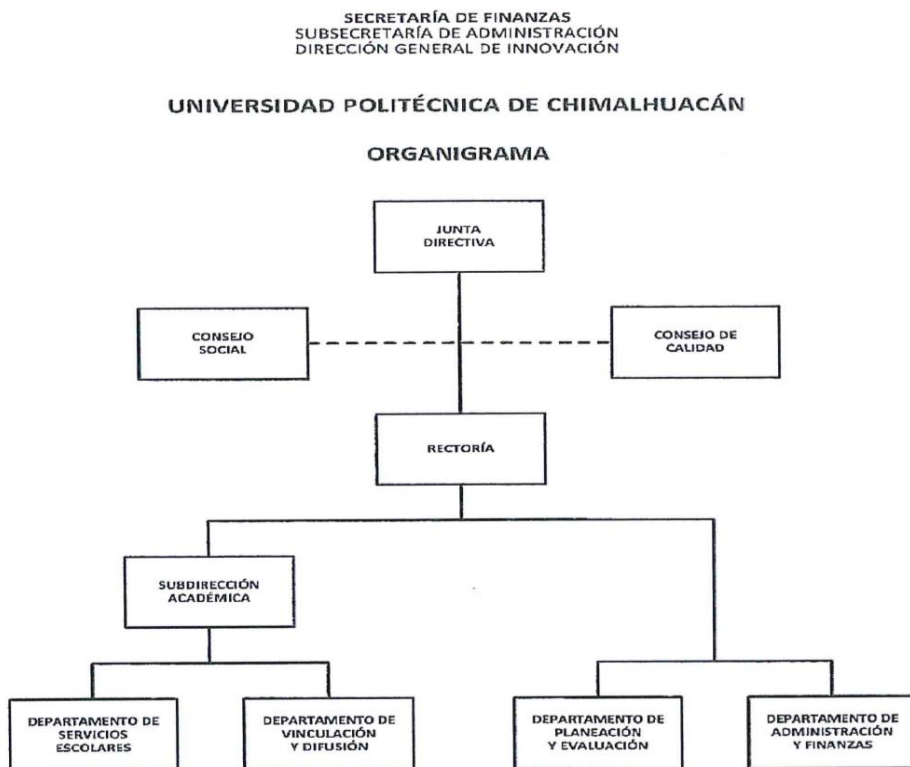 SECRETARÍA DE FINANZAS
SUBSECRETARÍA DE ADMINISTRACIÓN
DIRECCIÓN GENERAL DE INNOVACIÓN
UNIVERSIDAD POLITÉCNICA DE CHIMALHUACÁN
ORGANIGRAMA
JUNTA
DIRECTIVA
CONSEJO
SOCIAL
CONSEJO DE
CALIDAD
RECTORÍA
SUBDIRECCIÓN
ACADÉMICA
DEPARTAMENTO DE
SERVICIOS
ESCOLARES
DEPARTAMENTO DE
VINCULACIÓN
Y DIFUSIÓN
DEPARTAMENTO DE
PLANEACIÓN
Y EVALUACIÓN
DEPARTAMENTO DE
ADMINISTRACIÓN
Y FINANZAS